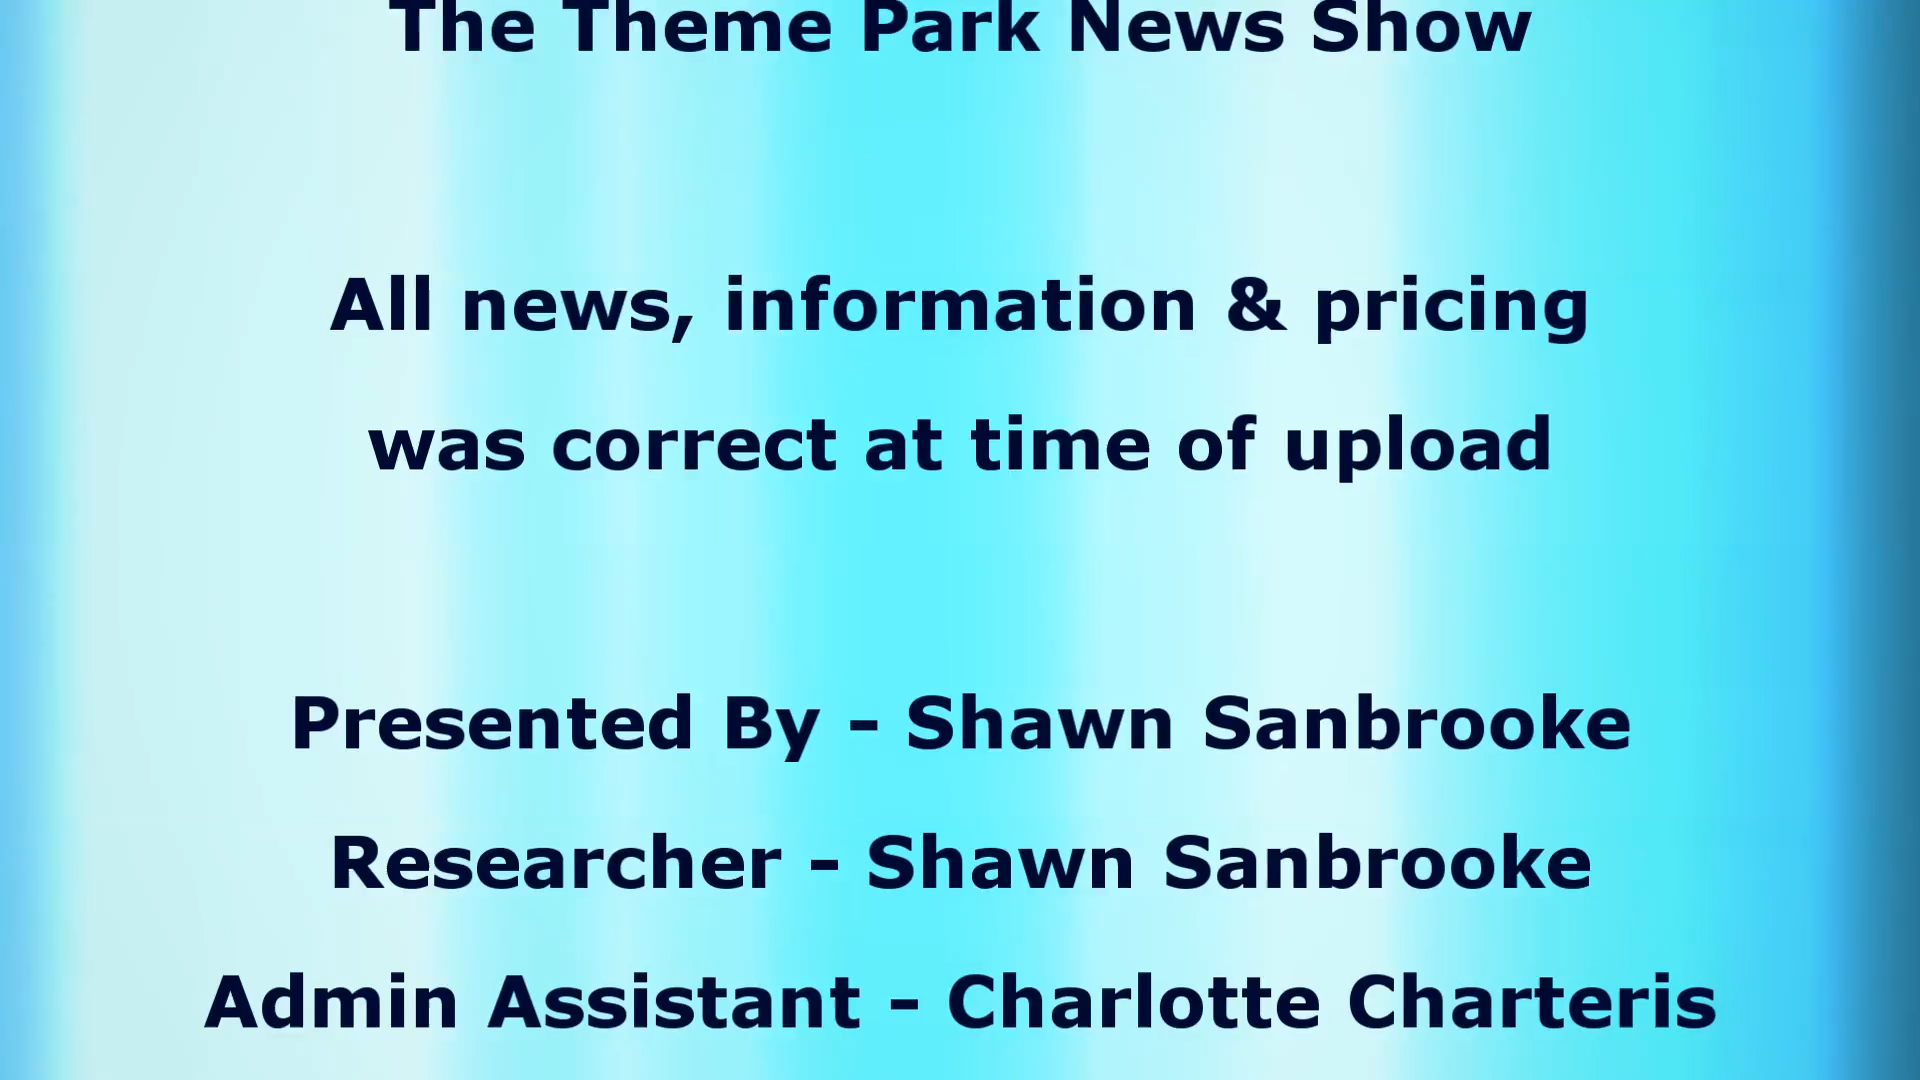 The Theme Park News Show
All news, information & pricing
was correct at time of upload
Presented By - Shawn Sanbrooke
Researcher - Shawn Sanbrooke
Admin Assistant - Charlotte Charteris